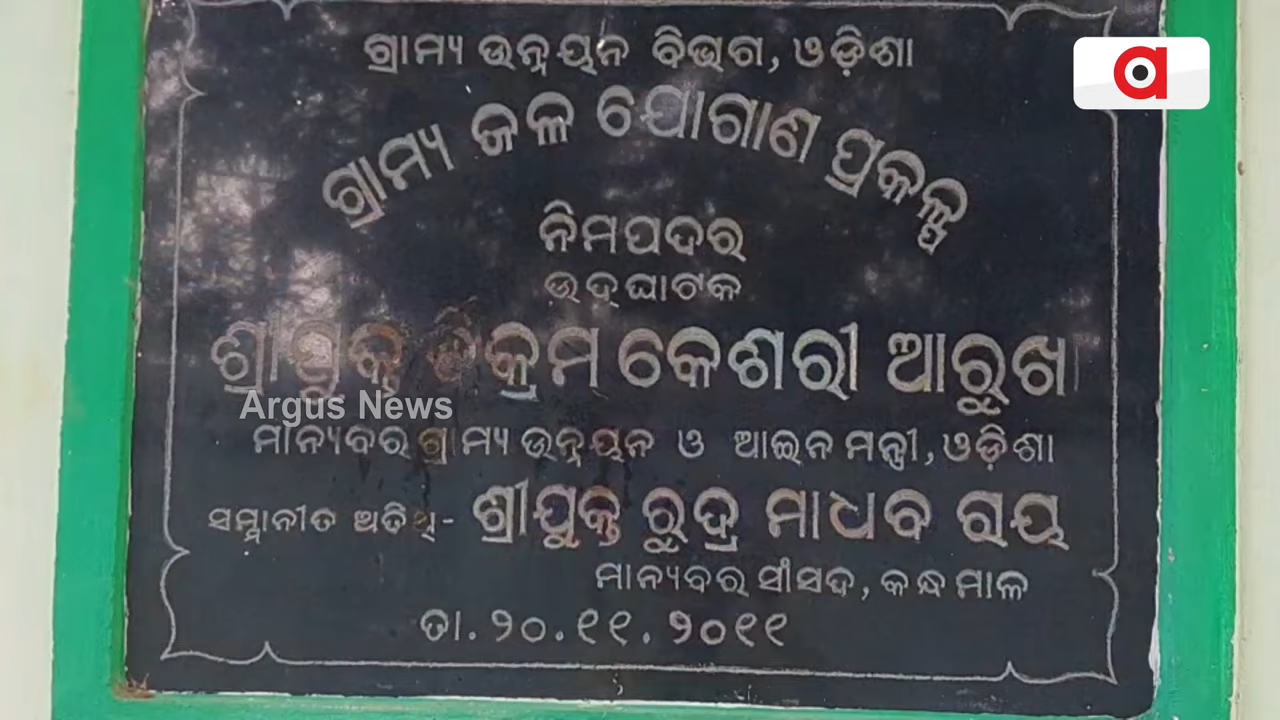 ଗ୍ରାମ୍ୟ ଉନ୍ନୟନ ବିଭାଗ, ଓଡ଼ିଶା
ଗ୍ରାମ୍ୟ ଜଳ ଯୋଗାଣ ପ୍ରକଳ୍ପ
ନିମପଦର
ଉଦ୍‌ଘାଟକ
ଶ୍ରୀଯୁକ୍ତ ବିକ୍ରମ କେଶରୀ ଆରୁଖ
Argus News
ମାନ୍ୟବର ଗ୍ରାମ୍ୟ ଉନ୍ନୟନ ଓ ଆଇନ ମନ୍ତ୍ରୀ, ଓଡ଼ିଶା
ସମ୍ମାନୀତ ଅତିଥି- ଶ୍ରୀଯୁକ୍ତ ରୁଦ୍ର ମାଧବ ରାୟ
ମାନ୍ୟବର ସାଂସଦ, କନ୍ଧମାଳ
ତା. ୨୦.୧୧.୨୦୧୧